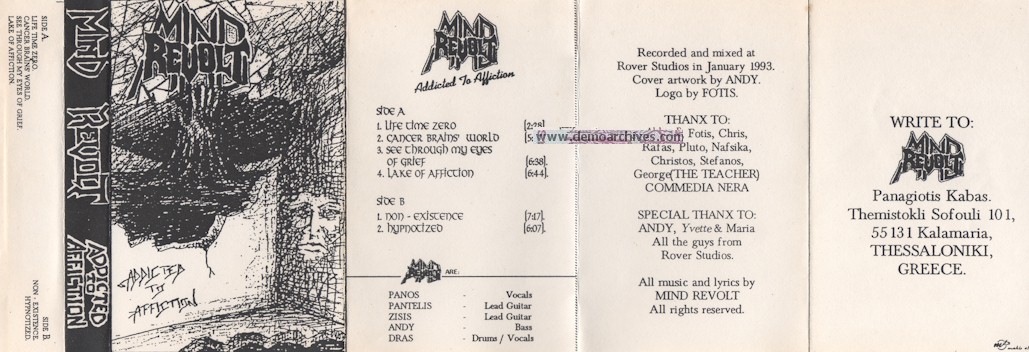 SIDE A.
LIFE TIME ZERO.
CANCER BRAINS' WORLD.
SEE THROUGH MY EYES OF GRIEF.
LAKE OF AFFICTION.
SIDE B.
NON - EXISTENCE.
HYPNOTIZED.
MIND REVOLT ADDICTED TO AFFLICTION
MIND
REVOLT
ADDICTED
TO
AFFLICTION
MIND
REVOLT
Addicted To Affliction
SIDE A
1. LIFE TIME ZERO [2:28].
2. CANCER BRAINS' WORLD [5:
3. SEE THROUGH MY EYES
OF GRIEF [6:38].
4. LAKE OF AFFICTION [6:44].
SIDE B
1. NON - EXISTENCE [7:17].
2. HYPNOTIZED [6:07].
MIND REVOLT ARE:
PANOS - Vocals
PANTELIS - Lead Guitar
ZISIS - Lead Guitar
ANDY - Bass
DRAS - Drums / Vocals
Recorded and mixed at
Rover Studios in January 1993.
Cover artwork by ANDY.
Logo by FOTIS.
THANX TO:
www.demoarchives.com
Fotis, Chris,
Rafas, Pluto, Nafsika,
Christos, Stefanos,
George(THE TEACHER)
COMMEDIA NERA
SPECIAL THANX TO:
ANDY, Yvette & Maria
All the guys from
Rover Studios.
All music and lyrics by
MIND REVOLT
All rights reserved.
WRITE TO:
MIND
REVOLT
Panagiotis Kabas.
Themistokli Sofouli 101,
55131 Kalamaria,
THESSALONIKI,
GREECE.